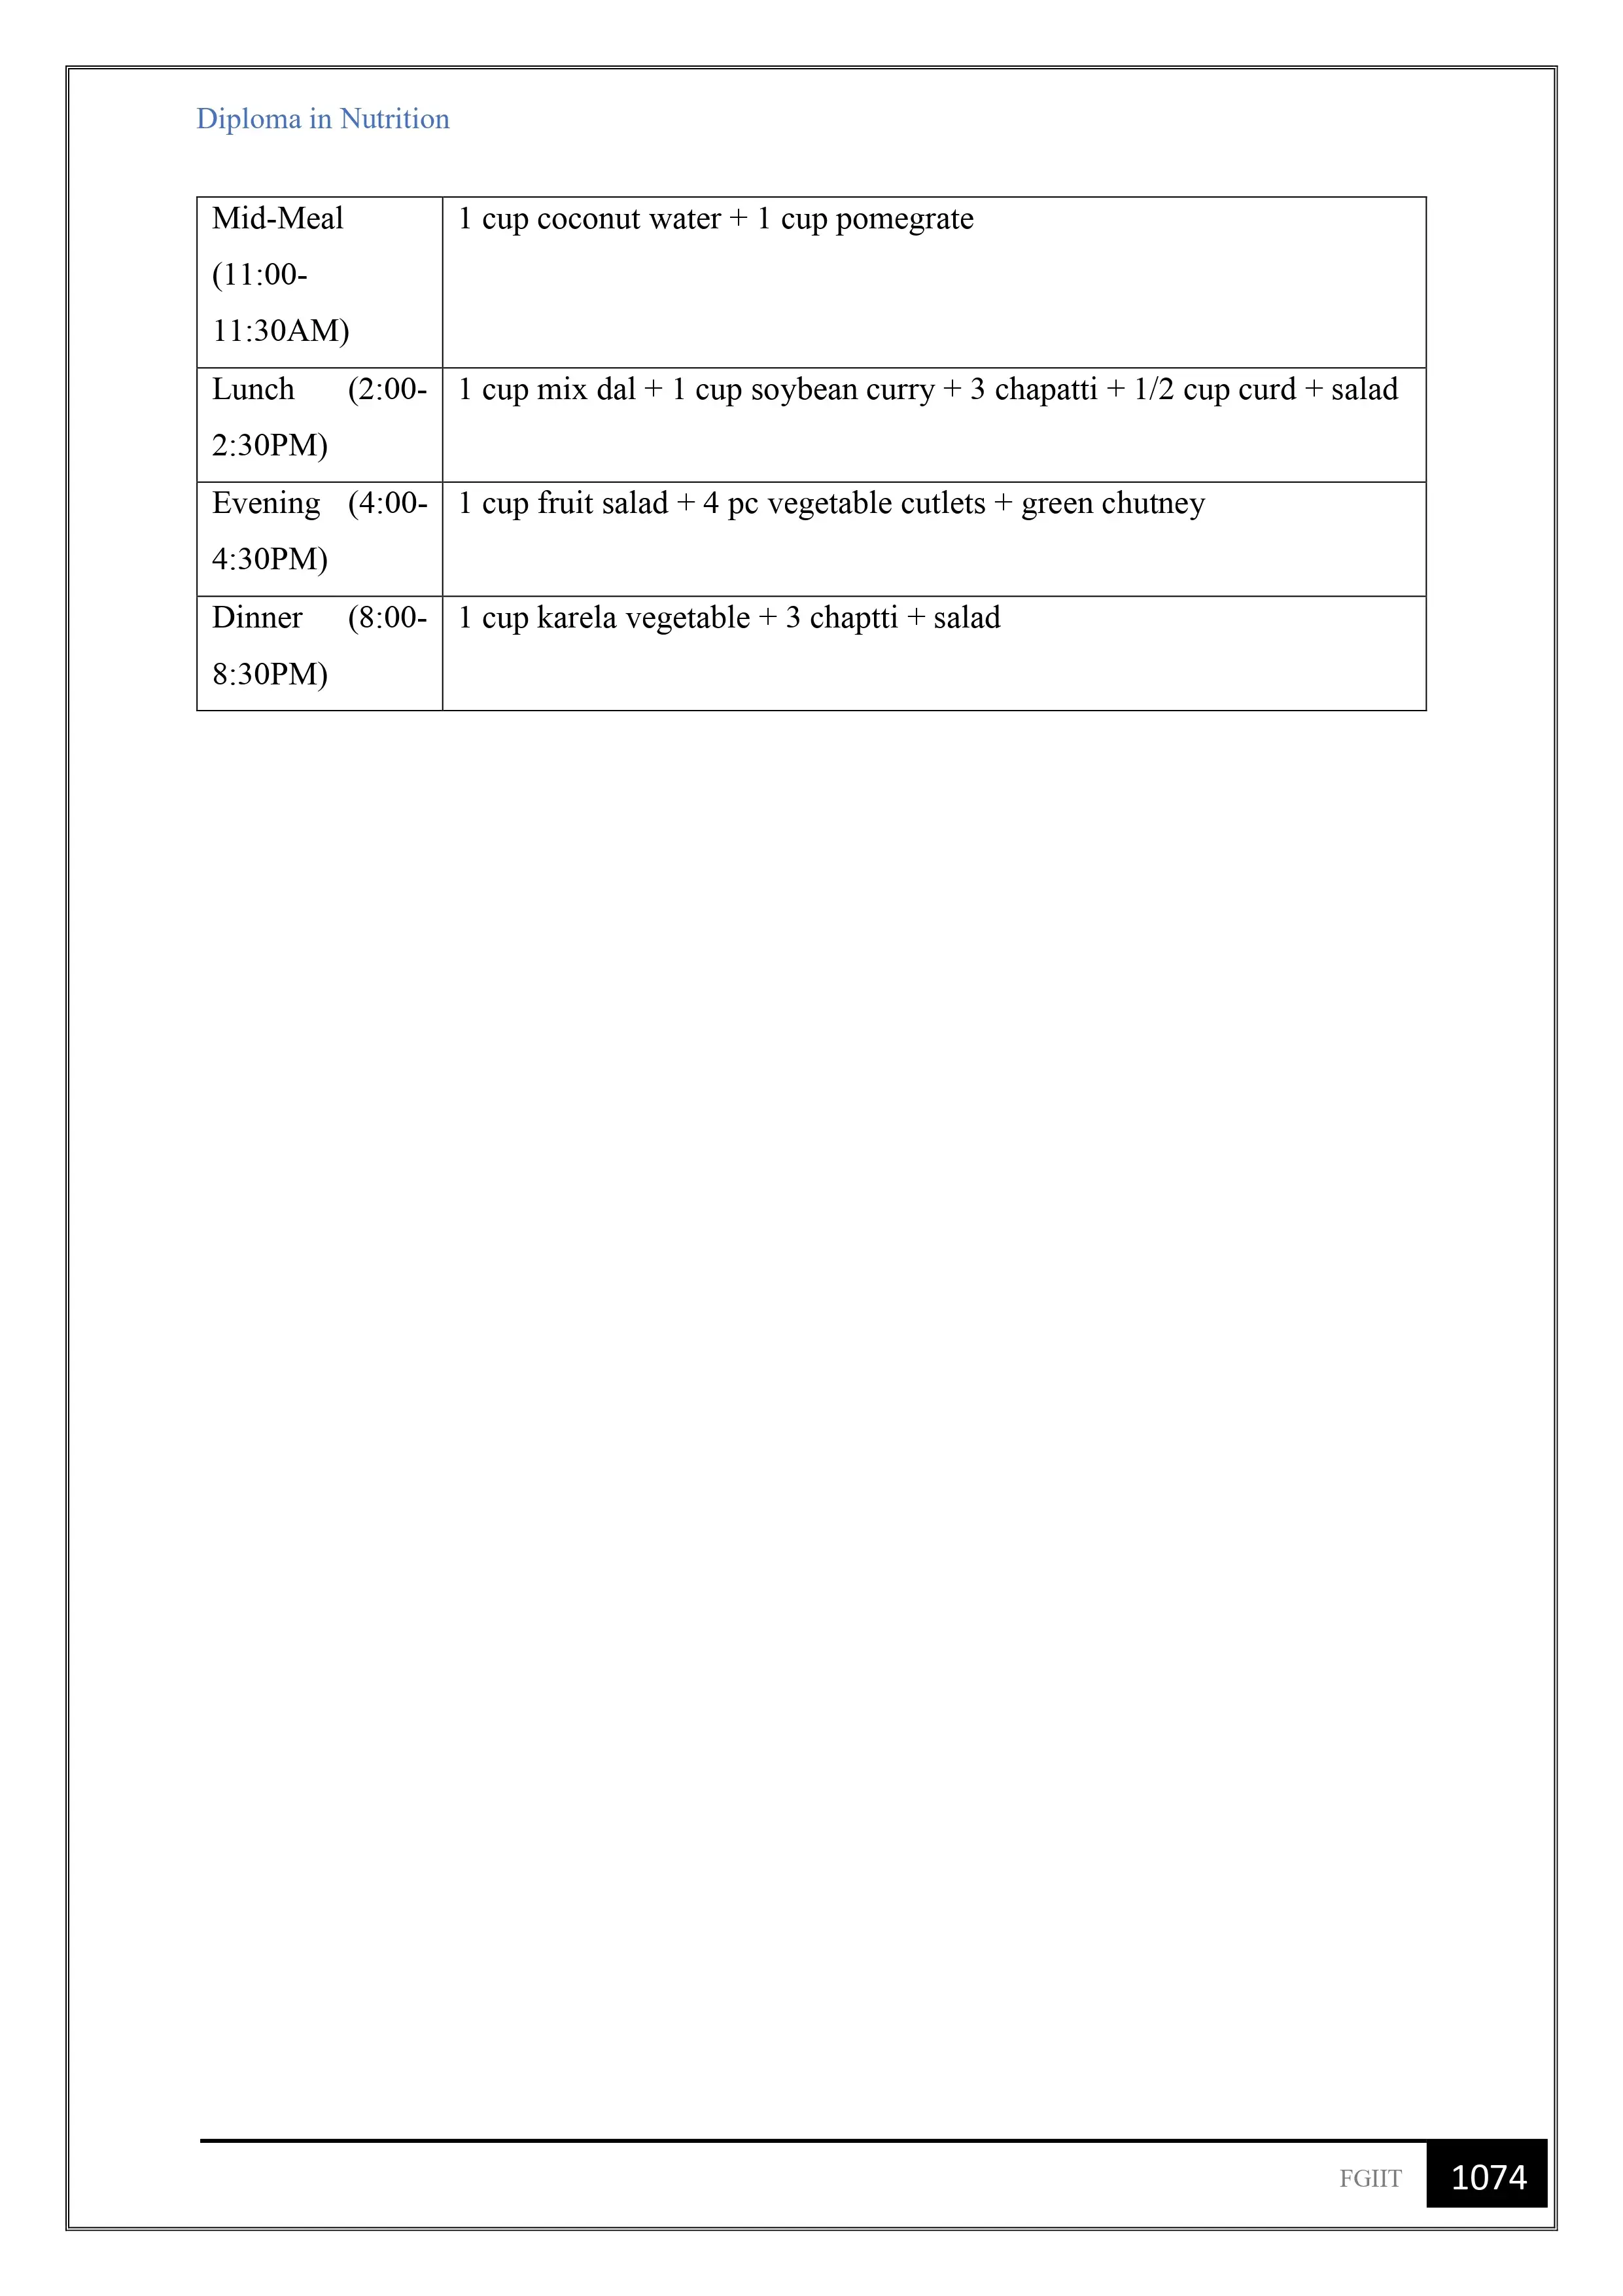 Diploma in Nutrition
Mid-Meal
(11:00-
11:30AM)
1 cup coconut water + 1 cup pomegrate
Lunch (2:00-
2:30PM)
1 cup mix dal + 1 cup soybean curry + 3 chapatti + 1/2 cup curd + salad
Evening (4:00-
4:30PM)
1 cup fruit salad + 4 pc vegetable cutlets + green chutney
Dinner (8:00-
8:30PM)
1 cup karela vegetable + 3 chaptti + salad
FGIIT 1074